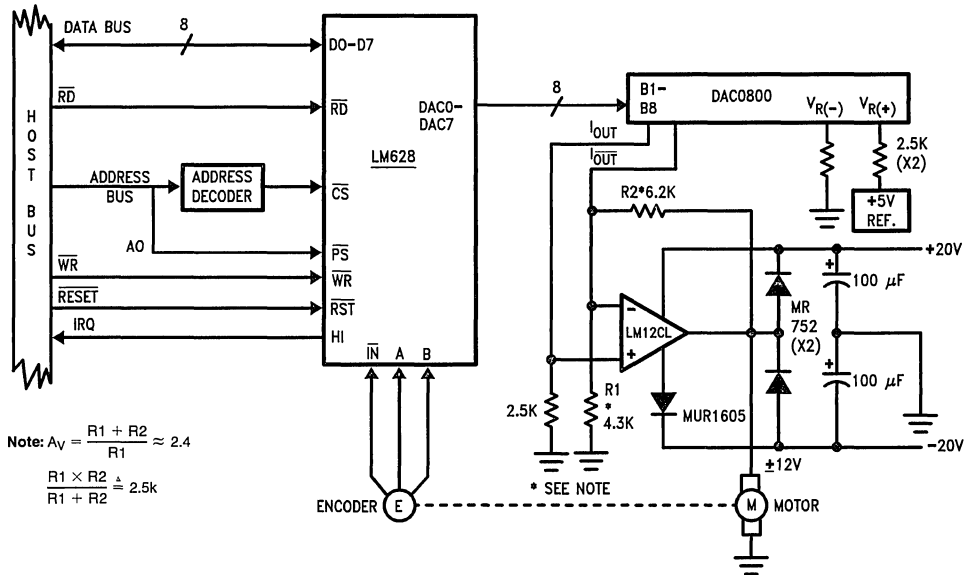 DATA BUS
8
D0-D7
RD
RD
DAC0-
DAC7
8
B1-
B8
DAC0800
VR(-)
VR(+)
HOST BUS
LM628
IOUT
IOUT
2.5K
(X2)
ADDRESS
BUS
ADDRESS
DECODER
CS
R2*6.2K
+5V
REF.
AO
PS
+20V
WR
WR
RESET
RST
IRQ
HI
IN
A
B
-
+
LM12CL
MR
752
(X2)
+
100 μF
+
100 μF
2.5K
R1
*
4.3K
MUR1605
-20V
±12V
Note: AV = R1 + R2 / R1 ≈ 2.4
R1 × R2 / R1 + R2 ≙ 2.5k
* SEE NOTE
ENCODER
E
M
MOTOR